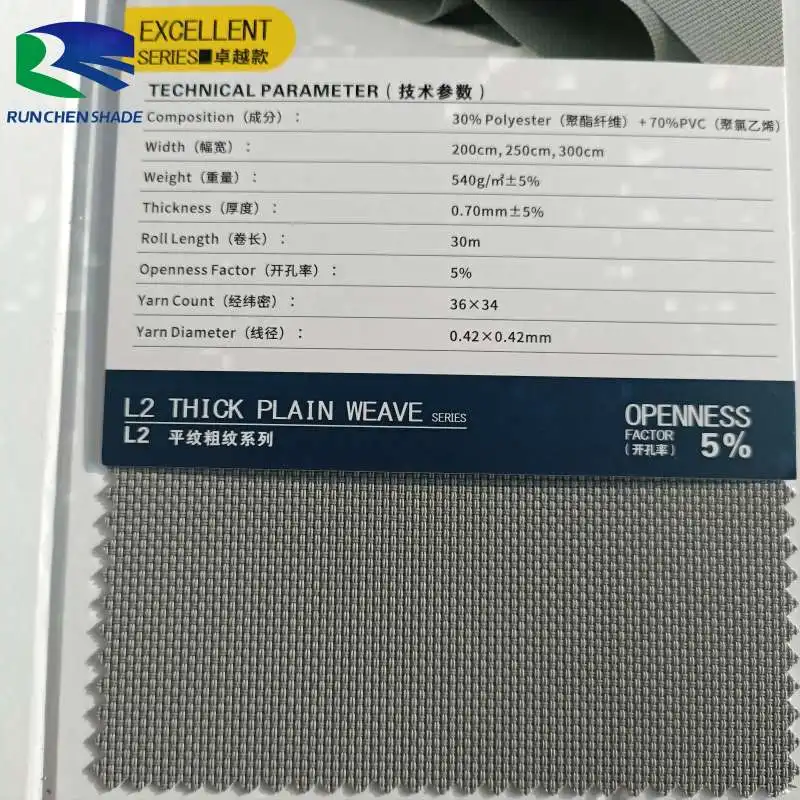 EXCELLENT
SERIES■卓越款
RUNCHEN SHADE
TECHNICAL PARAMETER（技术参数）
Composition（成分）： 30% Polyester（聚酯纤维）+70%PVC（聚氯乙烯）
Width（幅宽）： 200cm, 250cm, 300cm
Weight（重量）： 540g/㎡±5%
Thickness（厚度）： 0.70mm±5%
Roll Length（卷长）： 30m
Openness Factor（开孔率）： 5%
Yarn Count（经纬密）： 36×34
Yarn Diameter（线径）： 0.42×0.42mm
L2 THICK PLAIN WEAVE SERIES
L2 平纹粗纹系列
OPENNESS
FACTOR
（开孔率）
5%